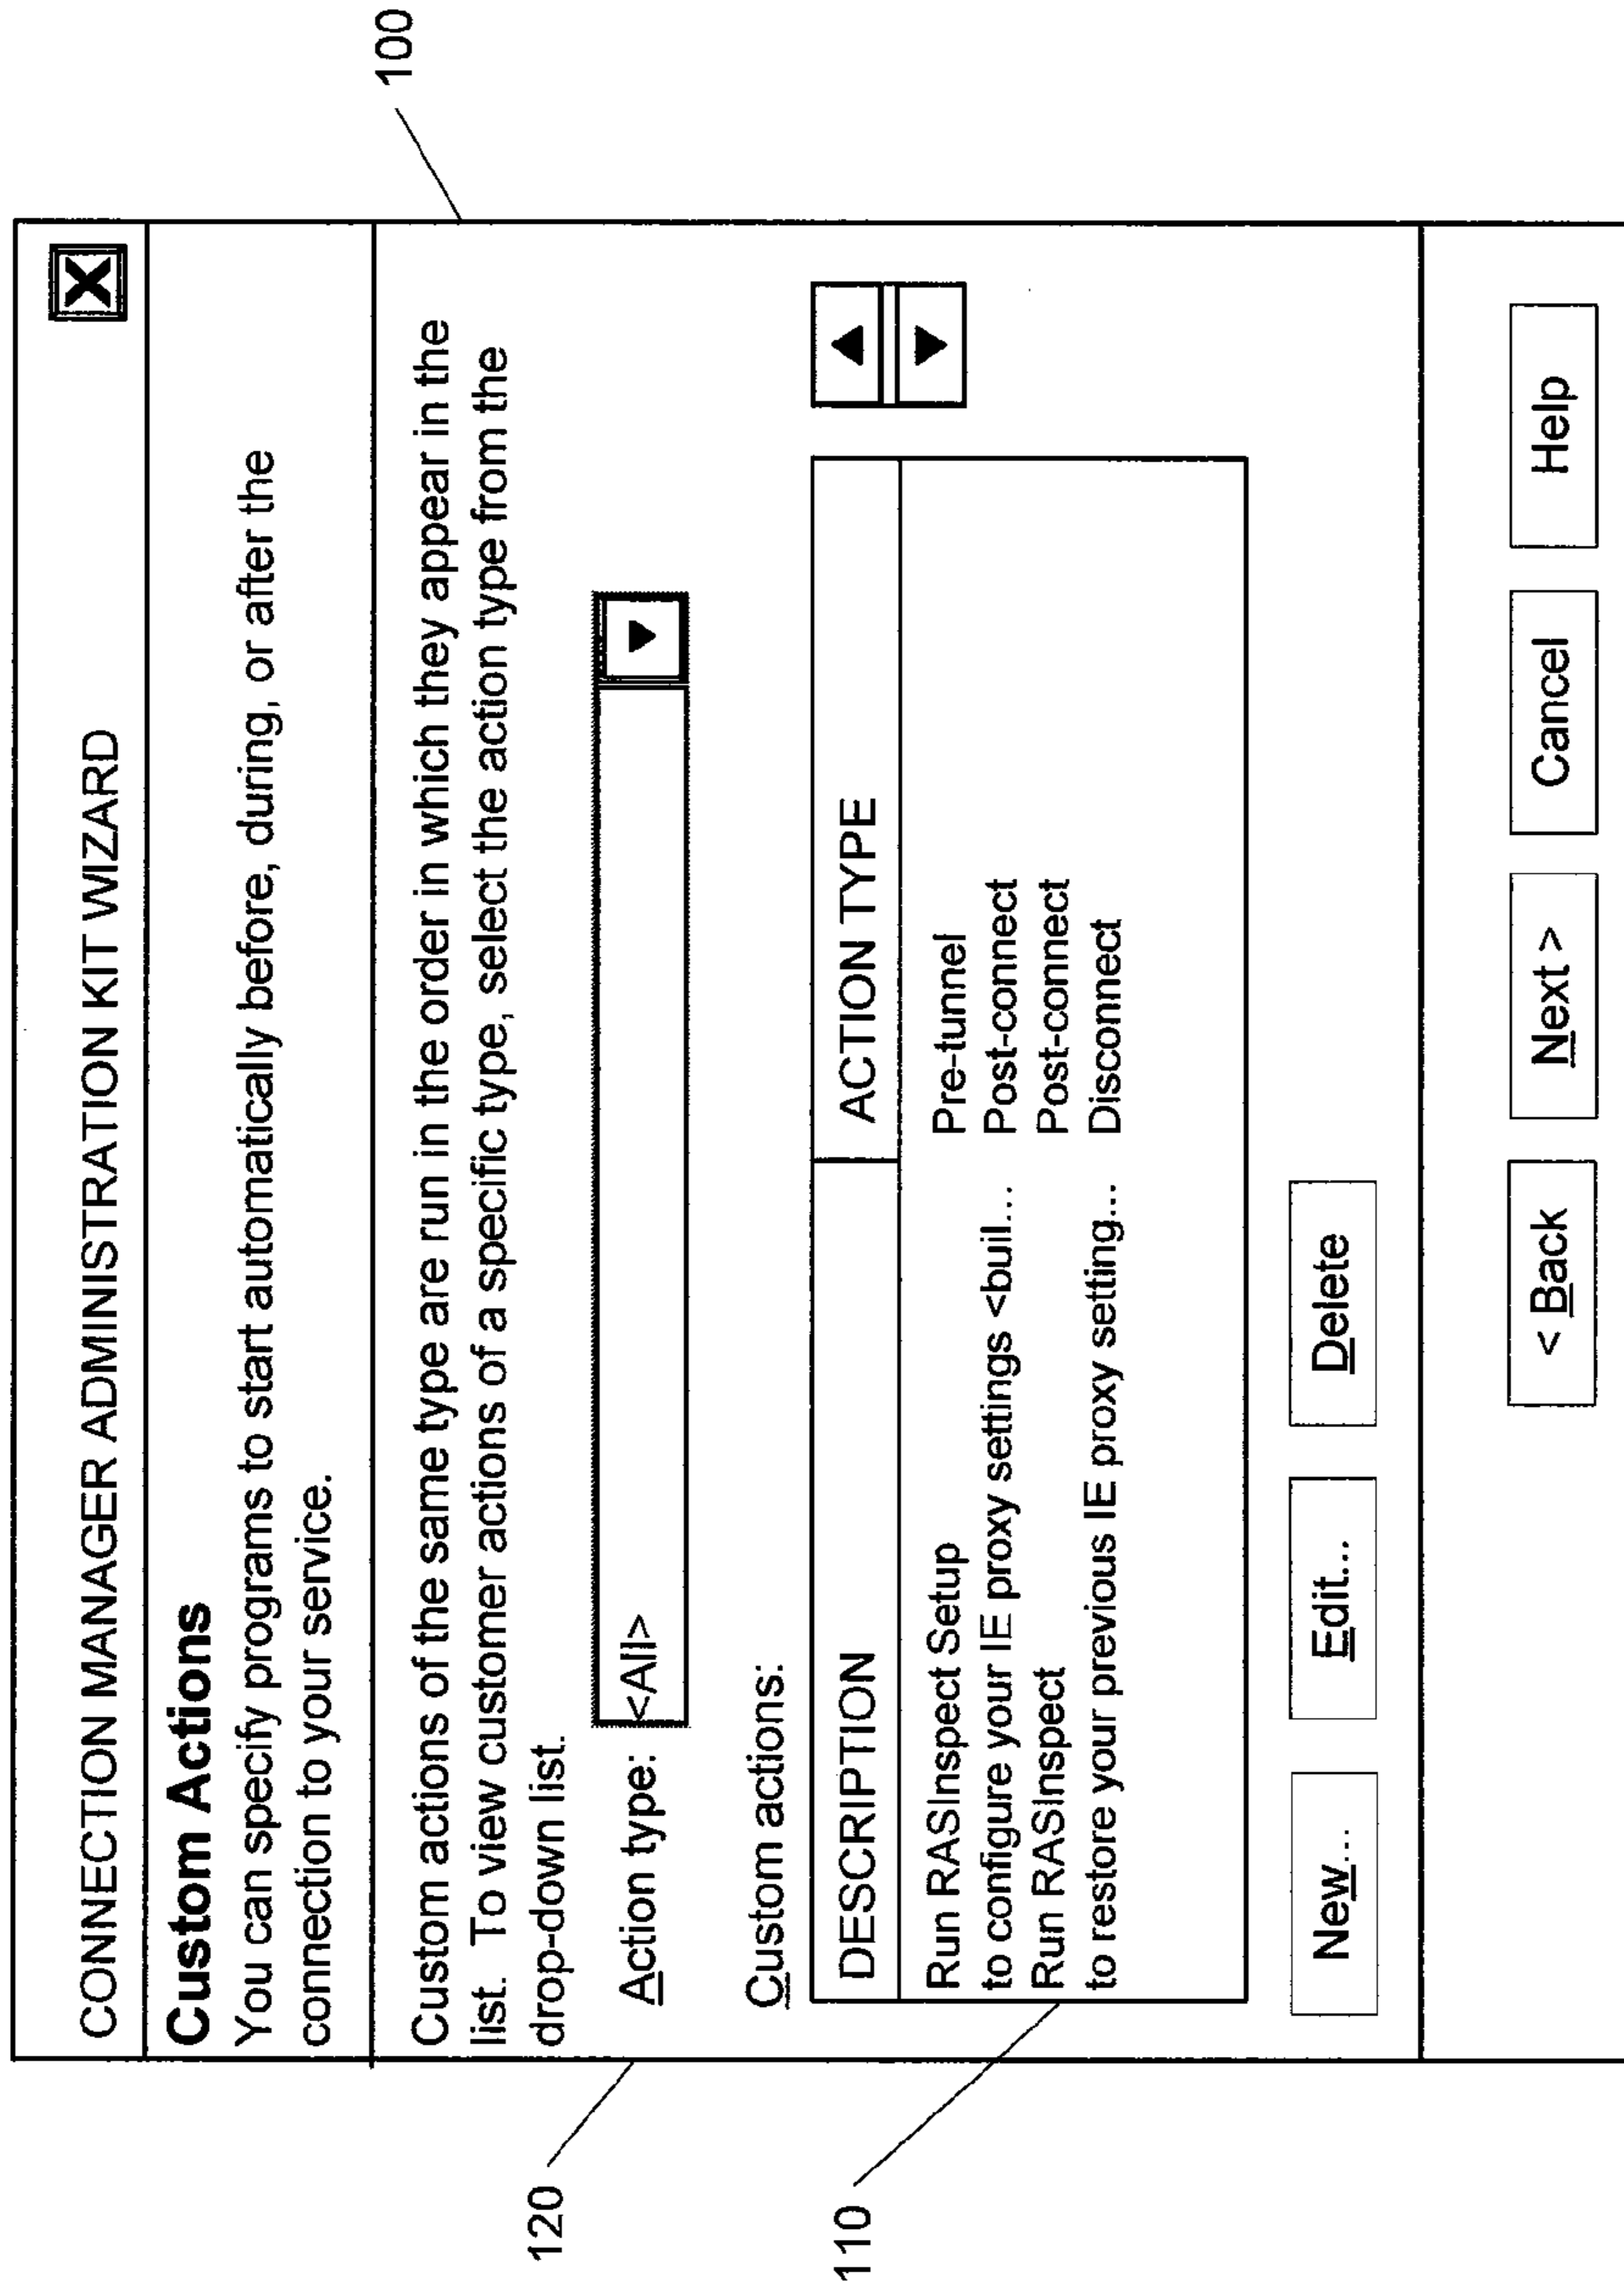 CONNECTION MANAGER ADMINISTRATION KIT WIZARD
X
Custom Actions
You can specify programs to start automatically before, during, or after the
connection to your service.
100
Custom actions of the same type are run in the order in which they appear in the
list. To view customer actions of a specific type, select the action type from the
drop-down list.
120
Action type: <All>
Custom actions:
DESCRIPTION ACTION TYPE
110
Run RASInspect Setup Pre-tunnel
to configure your IE proxy settings <buil... Post-connect
Run RASInspect Post-connect
to restore your previous IE proxy setting... Disconnect
New... Edit... Delete
< Back Next > Cancel Help